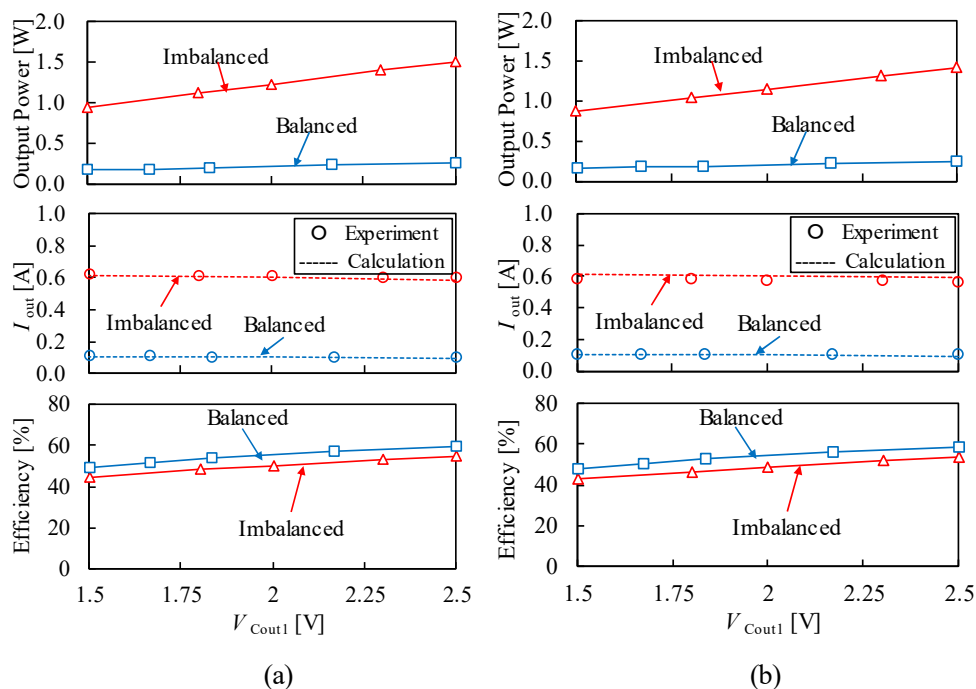 Output Power [W]
2.0
1.5
1.0
0.5
0.0
Imbalanced
Balanced
I out [A]
1.0
0.8
0.6
0.4
0.2
0.0
Experiment
Calculation
Imbalanced
Balanced
Efficiency [%]
80
60
40
20
0
Balanced
Imbalanced
1.5 1.75 2 2.25 2.5
V Cout1 [V]
(a)
Output Power [W]
2.0
1.5
1.0
0.5
0.0
Imbalanced
Balanced
I out [A]
1.0
0.8
0.6
0.4
0.2
0.0
Experiment
Calculation
Imbalanced
Balanced
Efficiency [%]
80
60
40
20
0
Balanced
Imbalanced
1.5 1.75 2 2.25 2.5
V Cout1 [V]
(b)